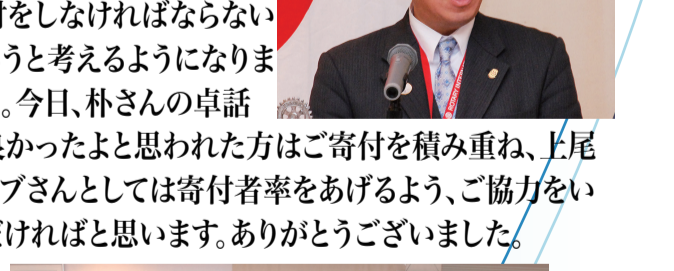 をしなければならない
うと考えるようになりま
。今日、朴さんの卓話
かったよと思われた方はご寄付を積み重ね、上尾
ブさんとしては寄付者率をあげるよう、ご協力をい
ければと思います。ありがとうございました。